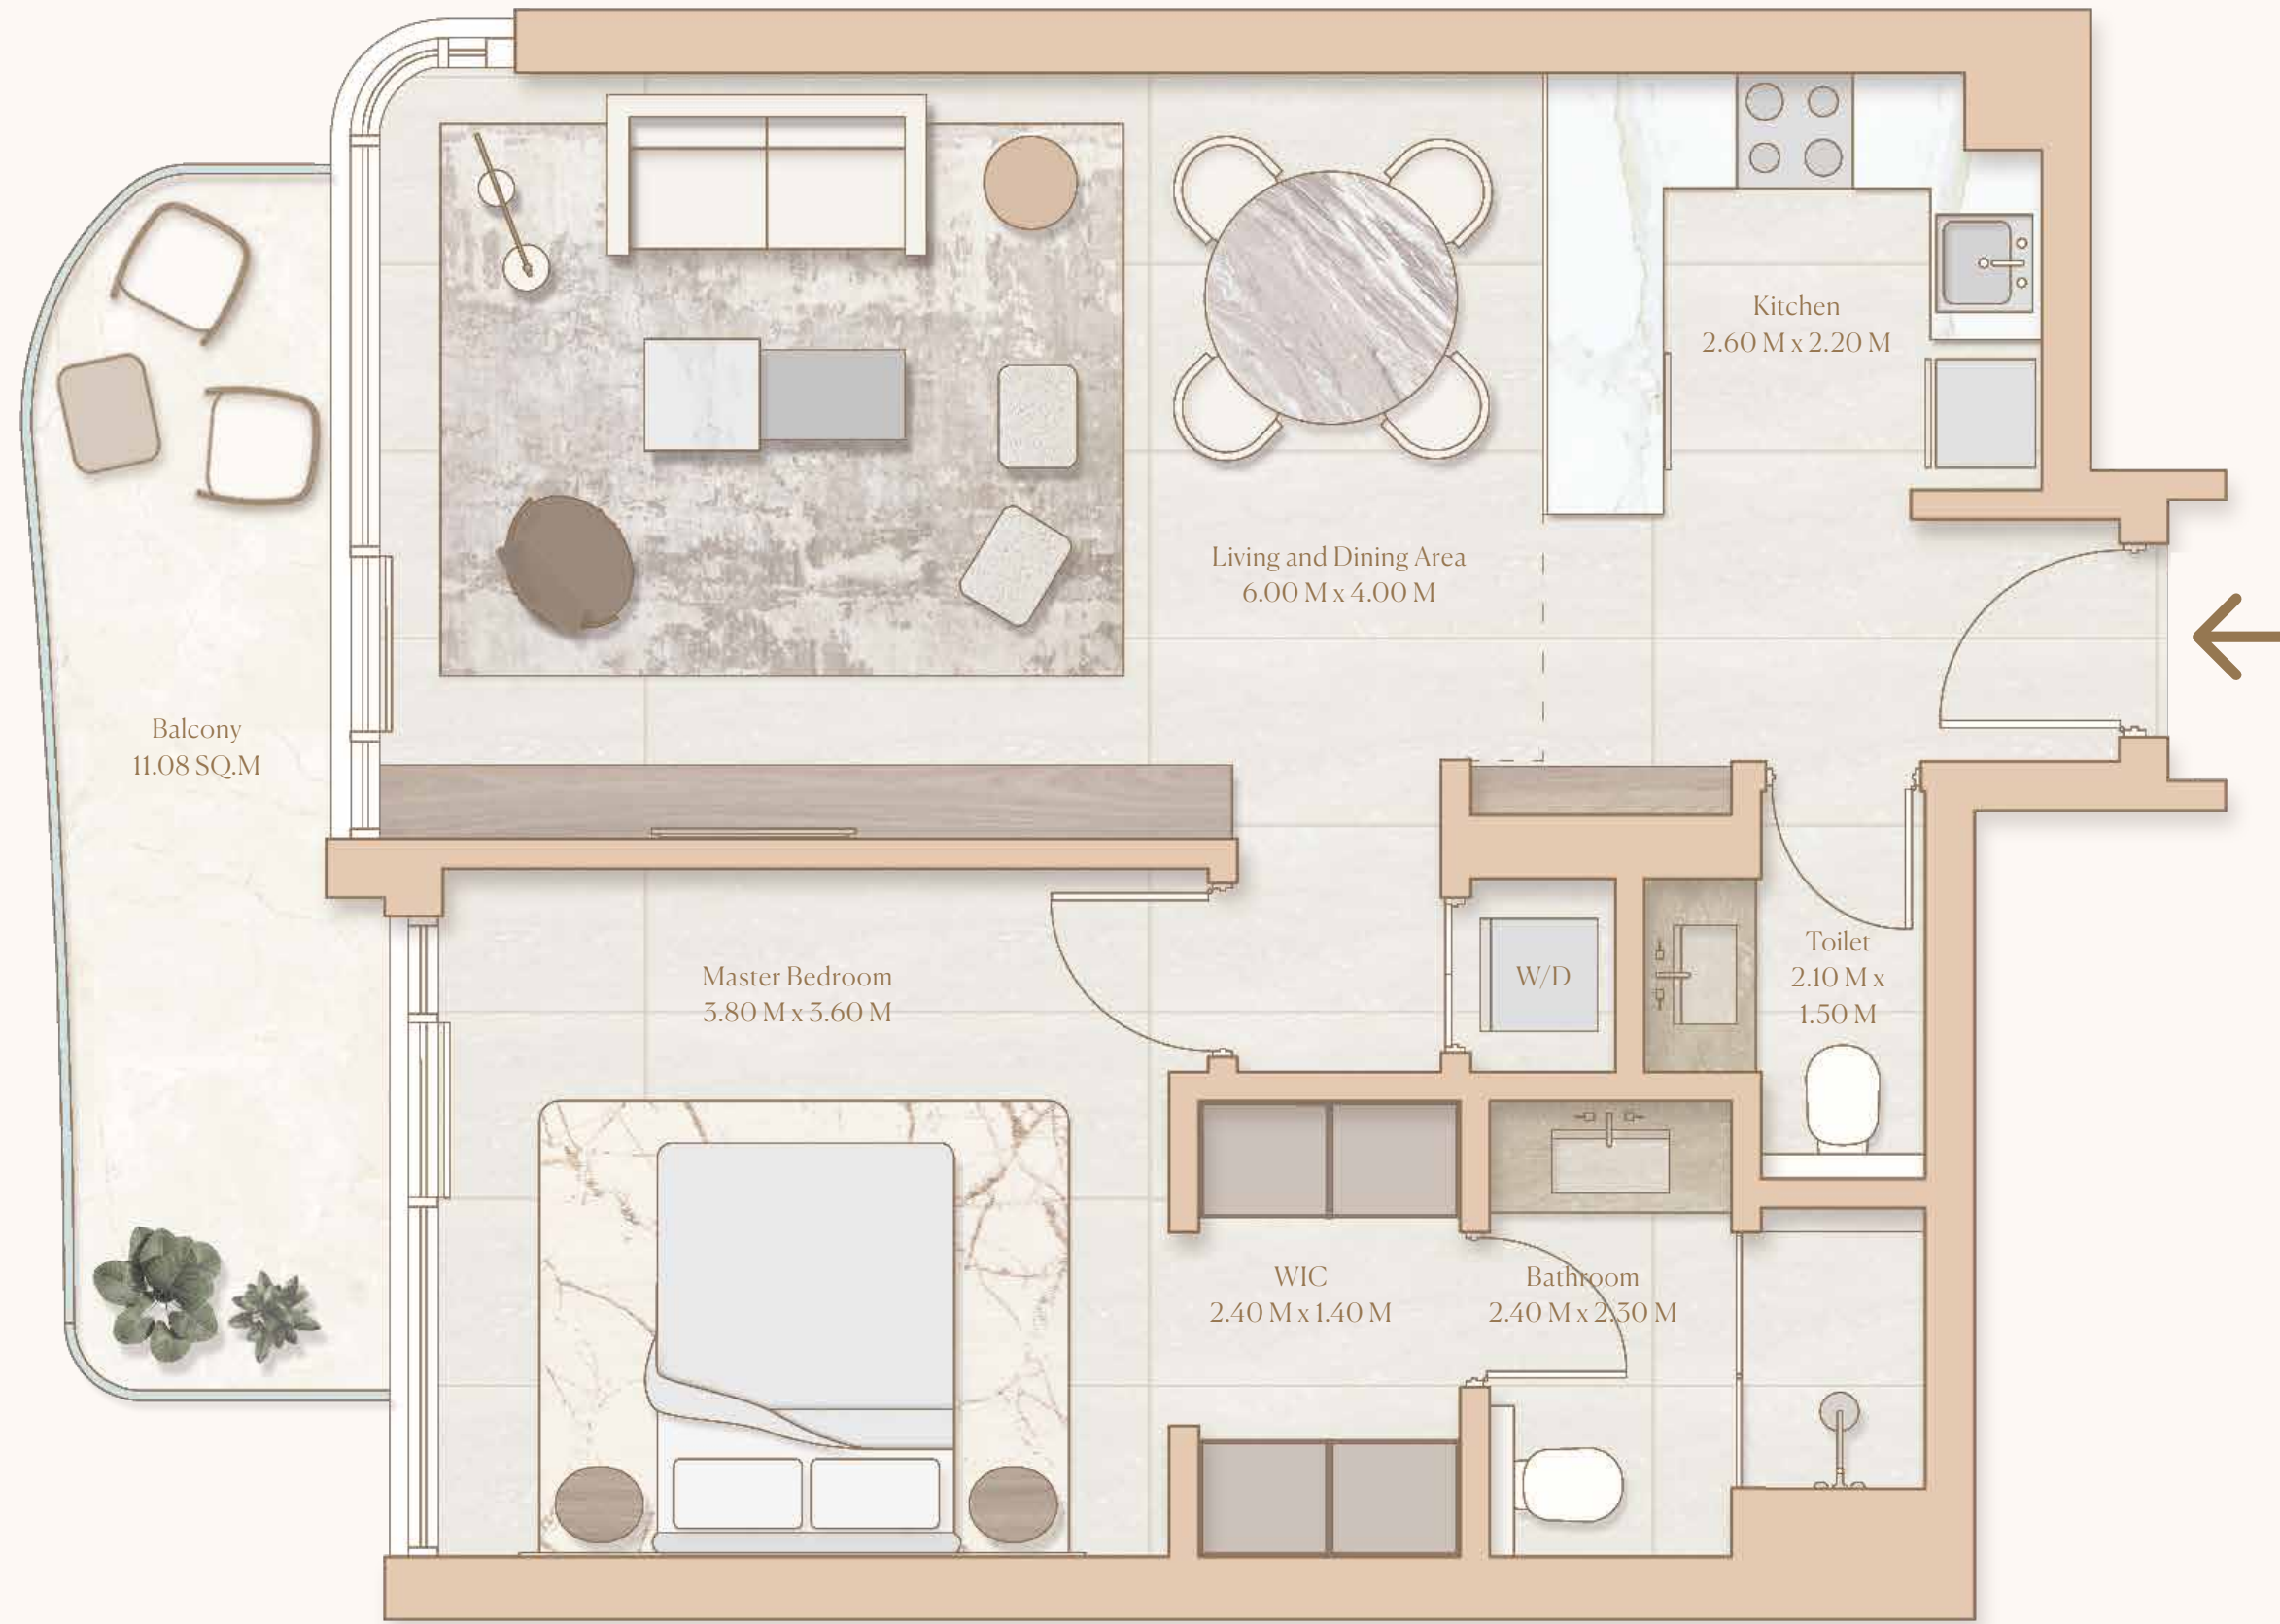 Kitchen
2.60 M x 2.20 M
Living and Dining Area
6.00 M x 4.00 M
Balcony
11.08 SQ.M
Master Bedroom
3.80 M x 3.60 M
W/D
Toilet
2.10 M x
1.50 M
WIC
2.40 M x 1.40 M
Bathroom
2.40 M x 2.30 M